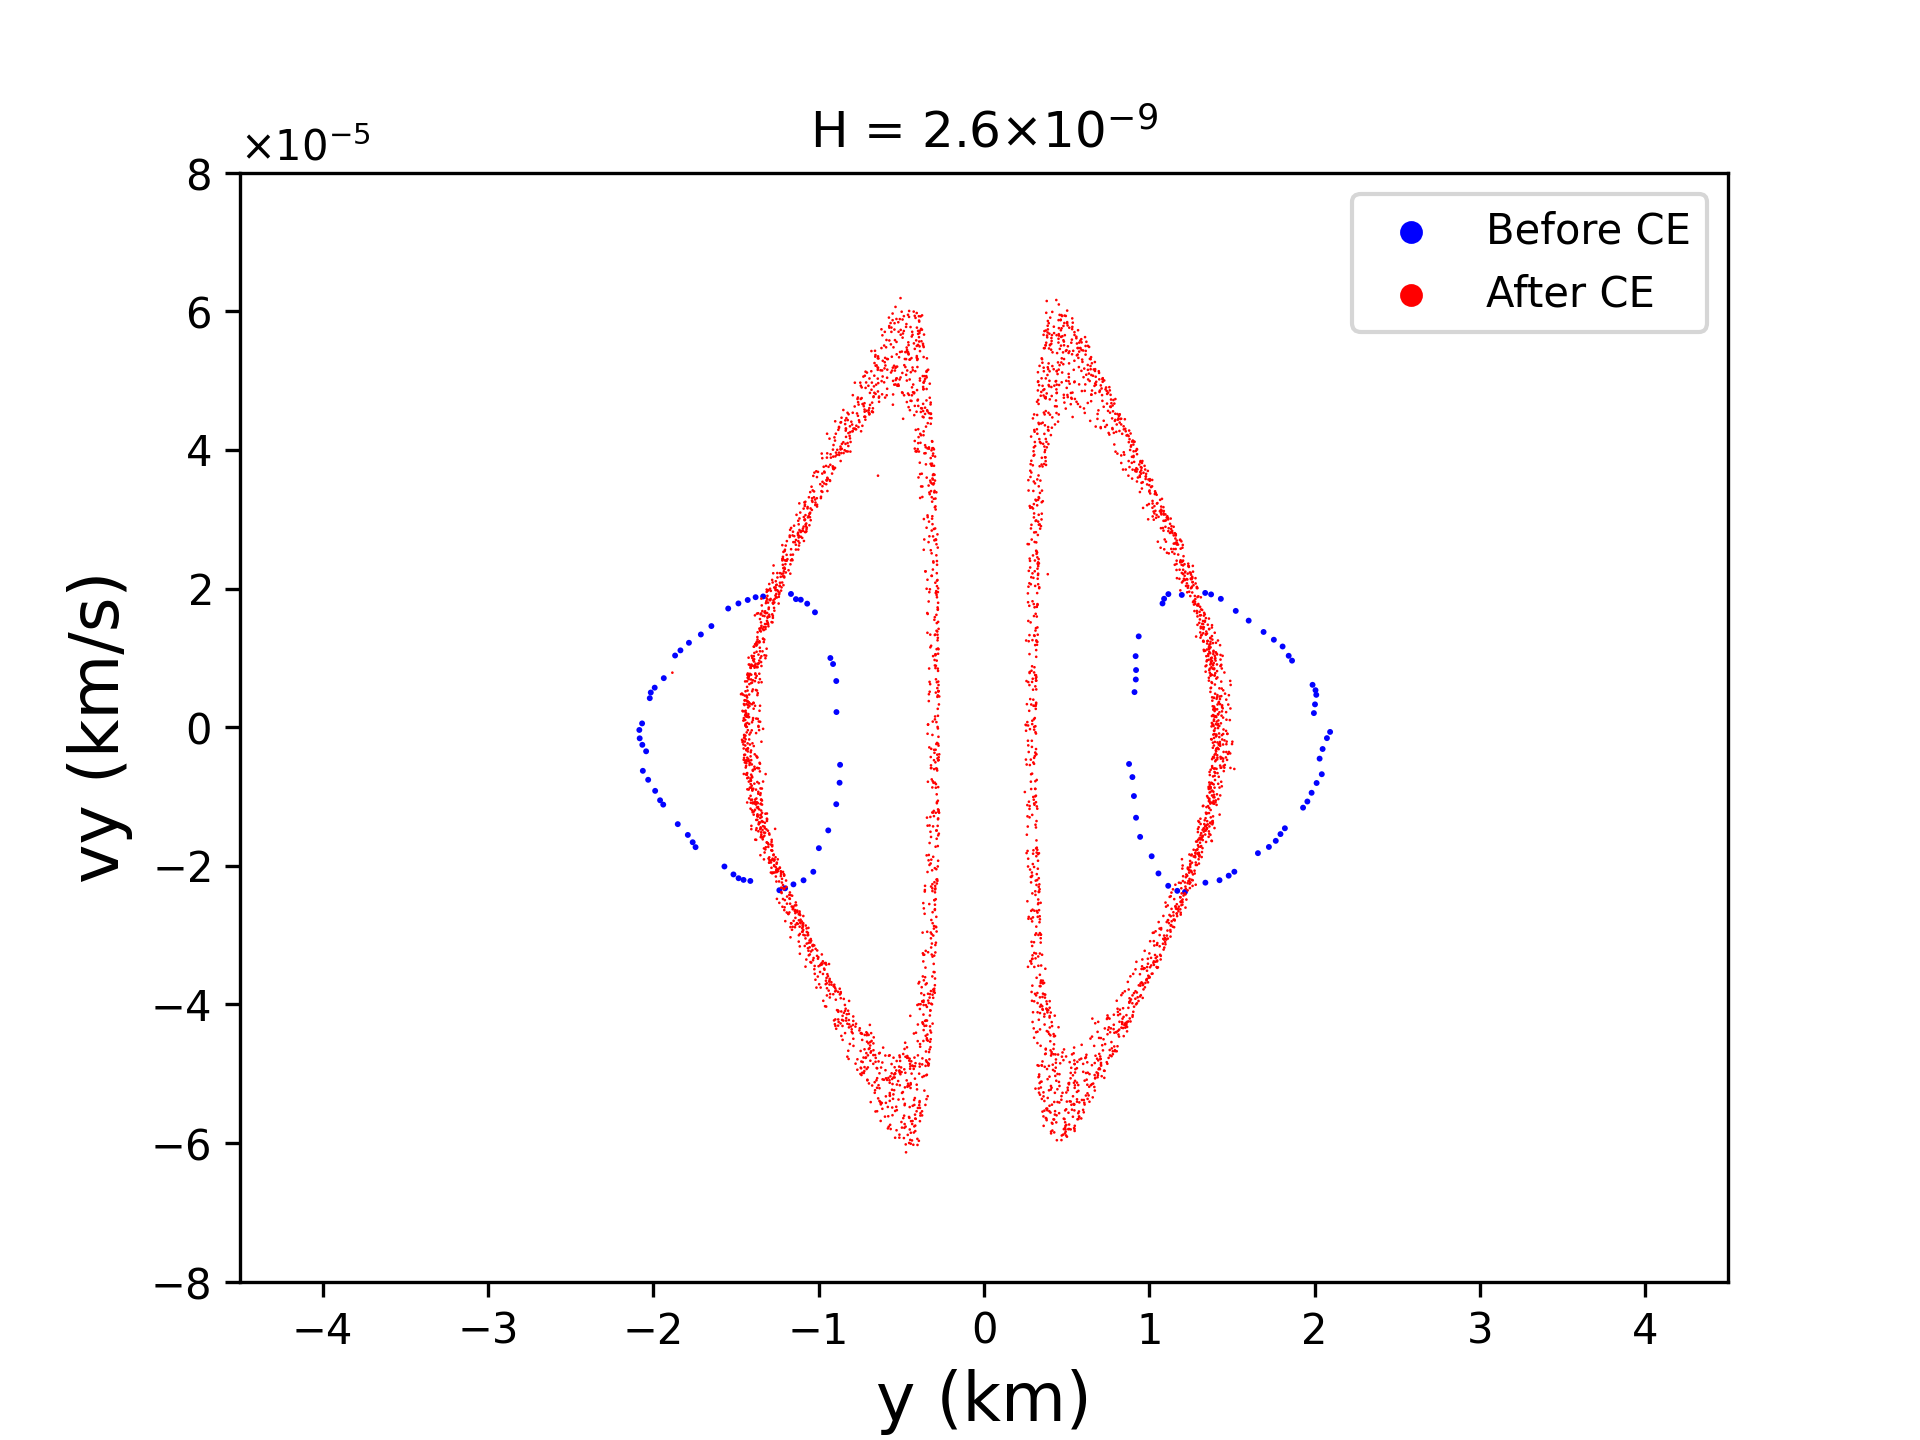 H = 2.6×10⁻⁹
×10⁻⁵
8
6
4
2
0
−2
−4
−6
−8
vy (km/s)
Before CE
After CE
−4 −3 −2 −1 0 1 2 3 4
y (km)